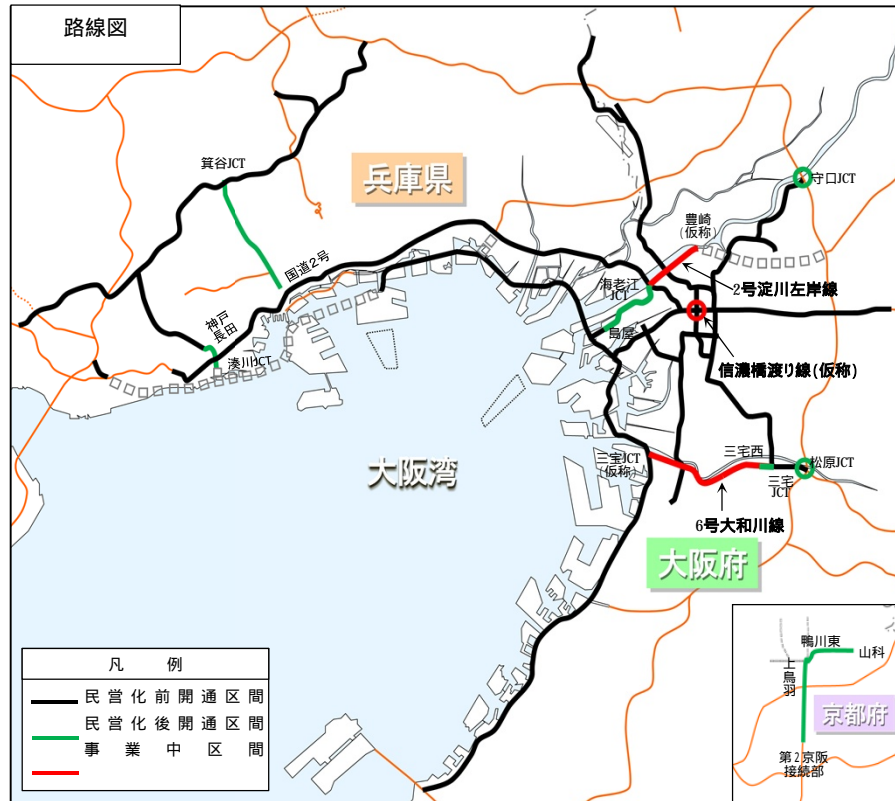 路線図
箕谷JCT
兵庫県
守口JCT
豊崎
(仮称)
国道2号
海老江
JCT
2号淀川左岸線
神戸
長田
島屋
湊川JCT
信濃橋渡り線(仮称)
大阪湾
三宝JCT
(仮称)
三宅西
松原JCT
三宅
JCT
6号大和川線
大阪府
凡例
民営化前開通区間
民営化後開通区間
事業中区間
鴨川東
山科
上鳥羽
京都府
第2京阪
接続部